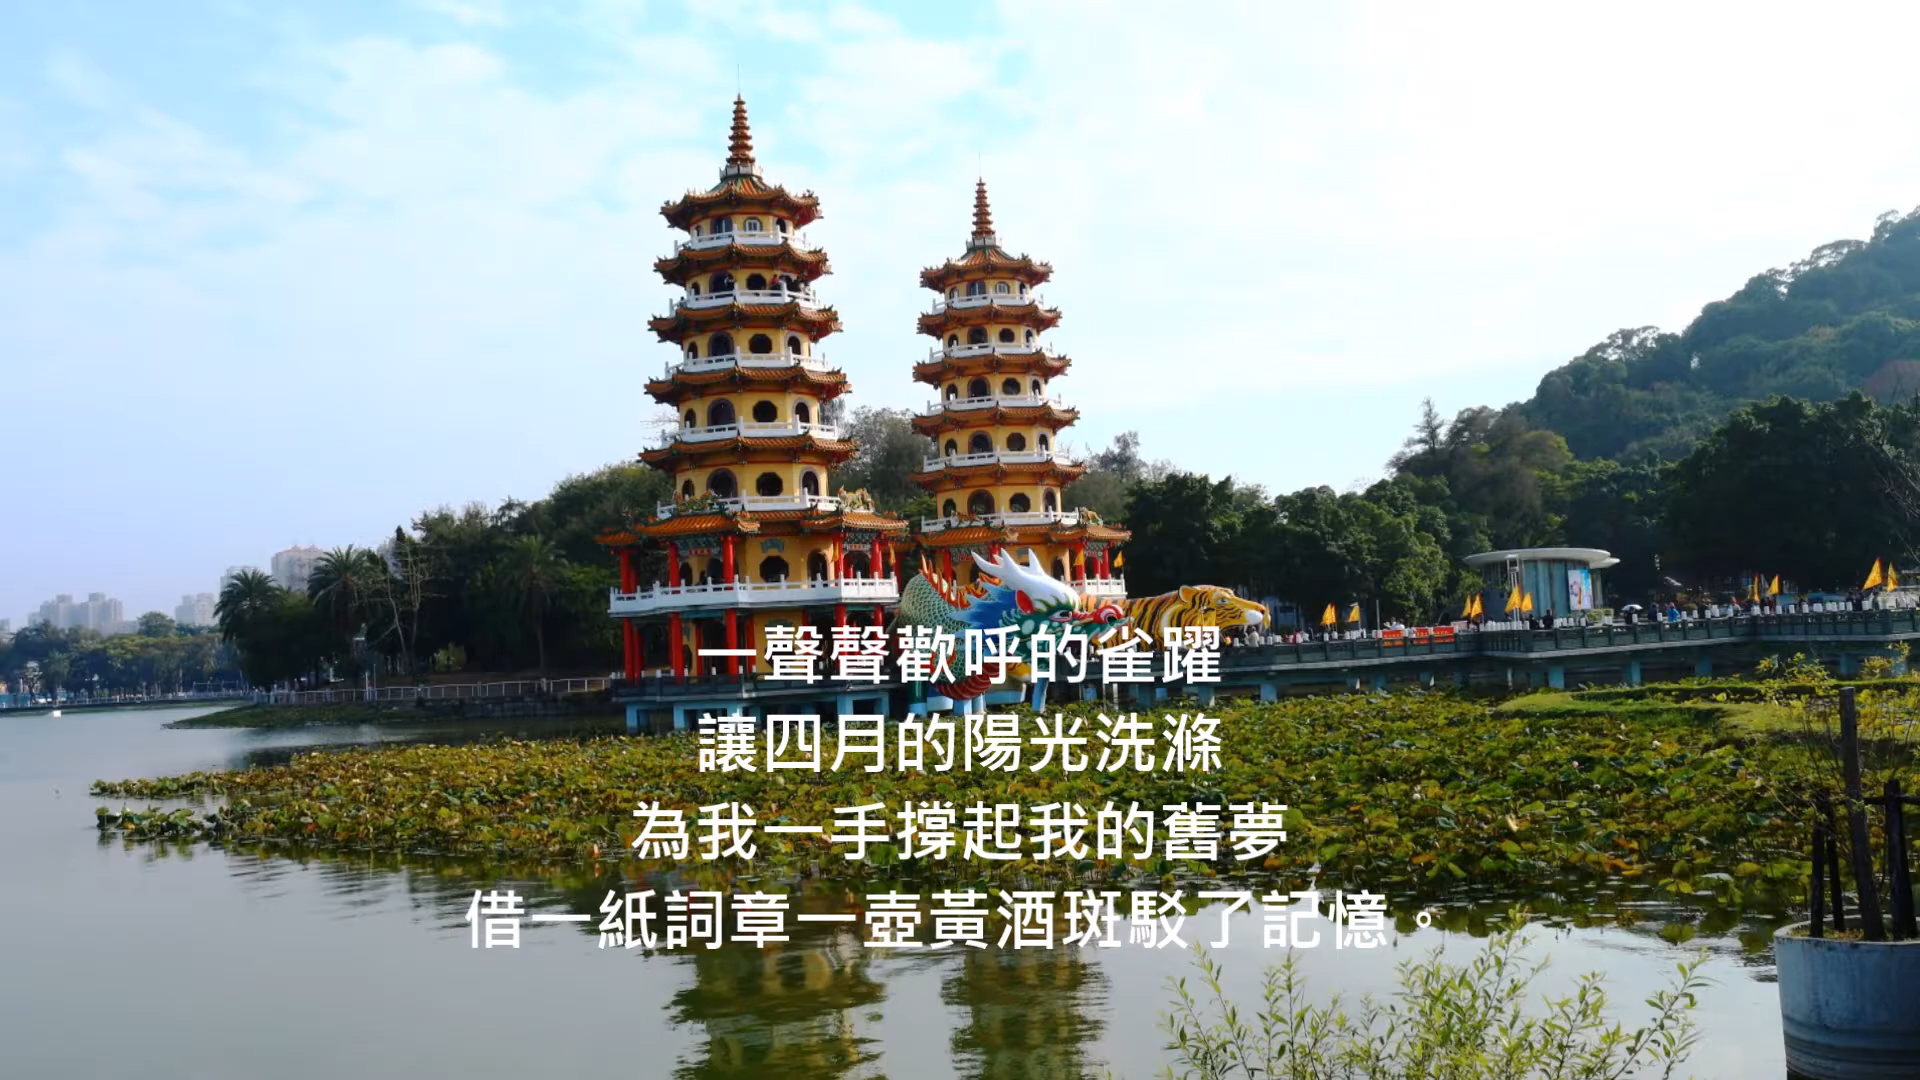 一聲聲歡呼的雀躍
讓四月的陽光洗滌
為我一手撐起我的舊夢
借一紙詞章一壺黃酒斑駁了記憶。